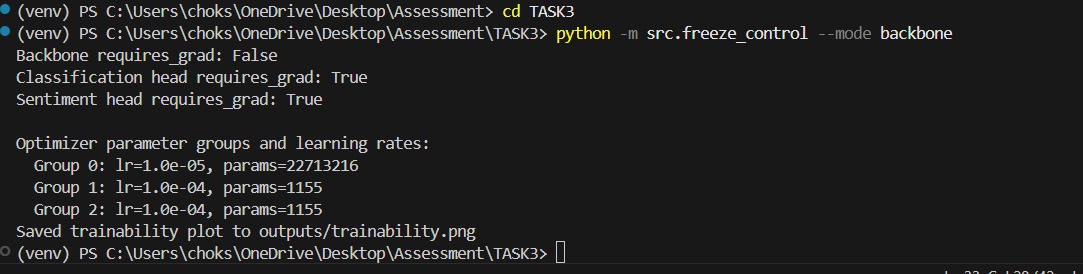 (venv) PS C:\Users\choks\OneDrive\Desktop\Assessment> cd TASK3
(venv) PS C:\Users\choks\OneDrive\Desktop\Assessment\TASK3> python -m src.freeze_control --mode backbone
Backbone requires_grad: False
Classification head requires_grad: True
Sentiment head requires_grad: True

Optimizer parameter groups and learning rates:
  Group 0: lr=1.0e-05, params=22713216
  Group 1: lr=1.0e-04, params=1155
  Group 2: lr=1.0e-04, params=1155
Saved trainability plot to outputs/trainability.png
(venv) PS C:\Users\choks\OneDrive\Desktop\Assessment\TASK3>